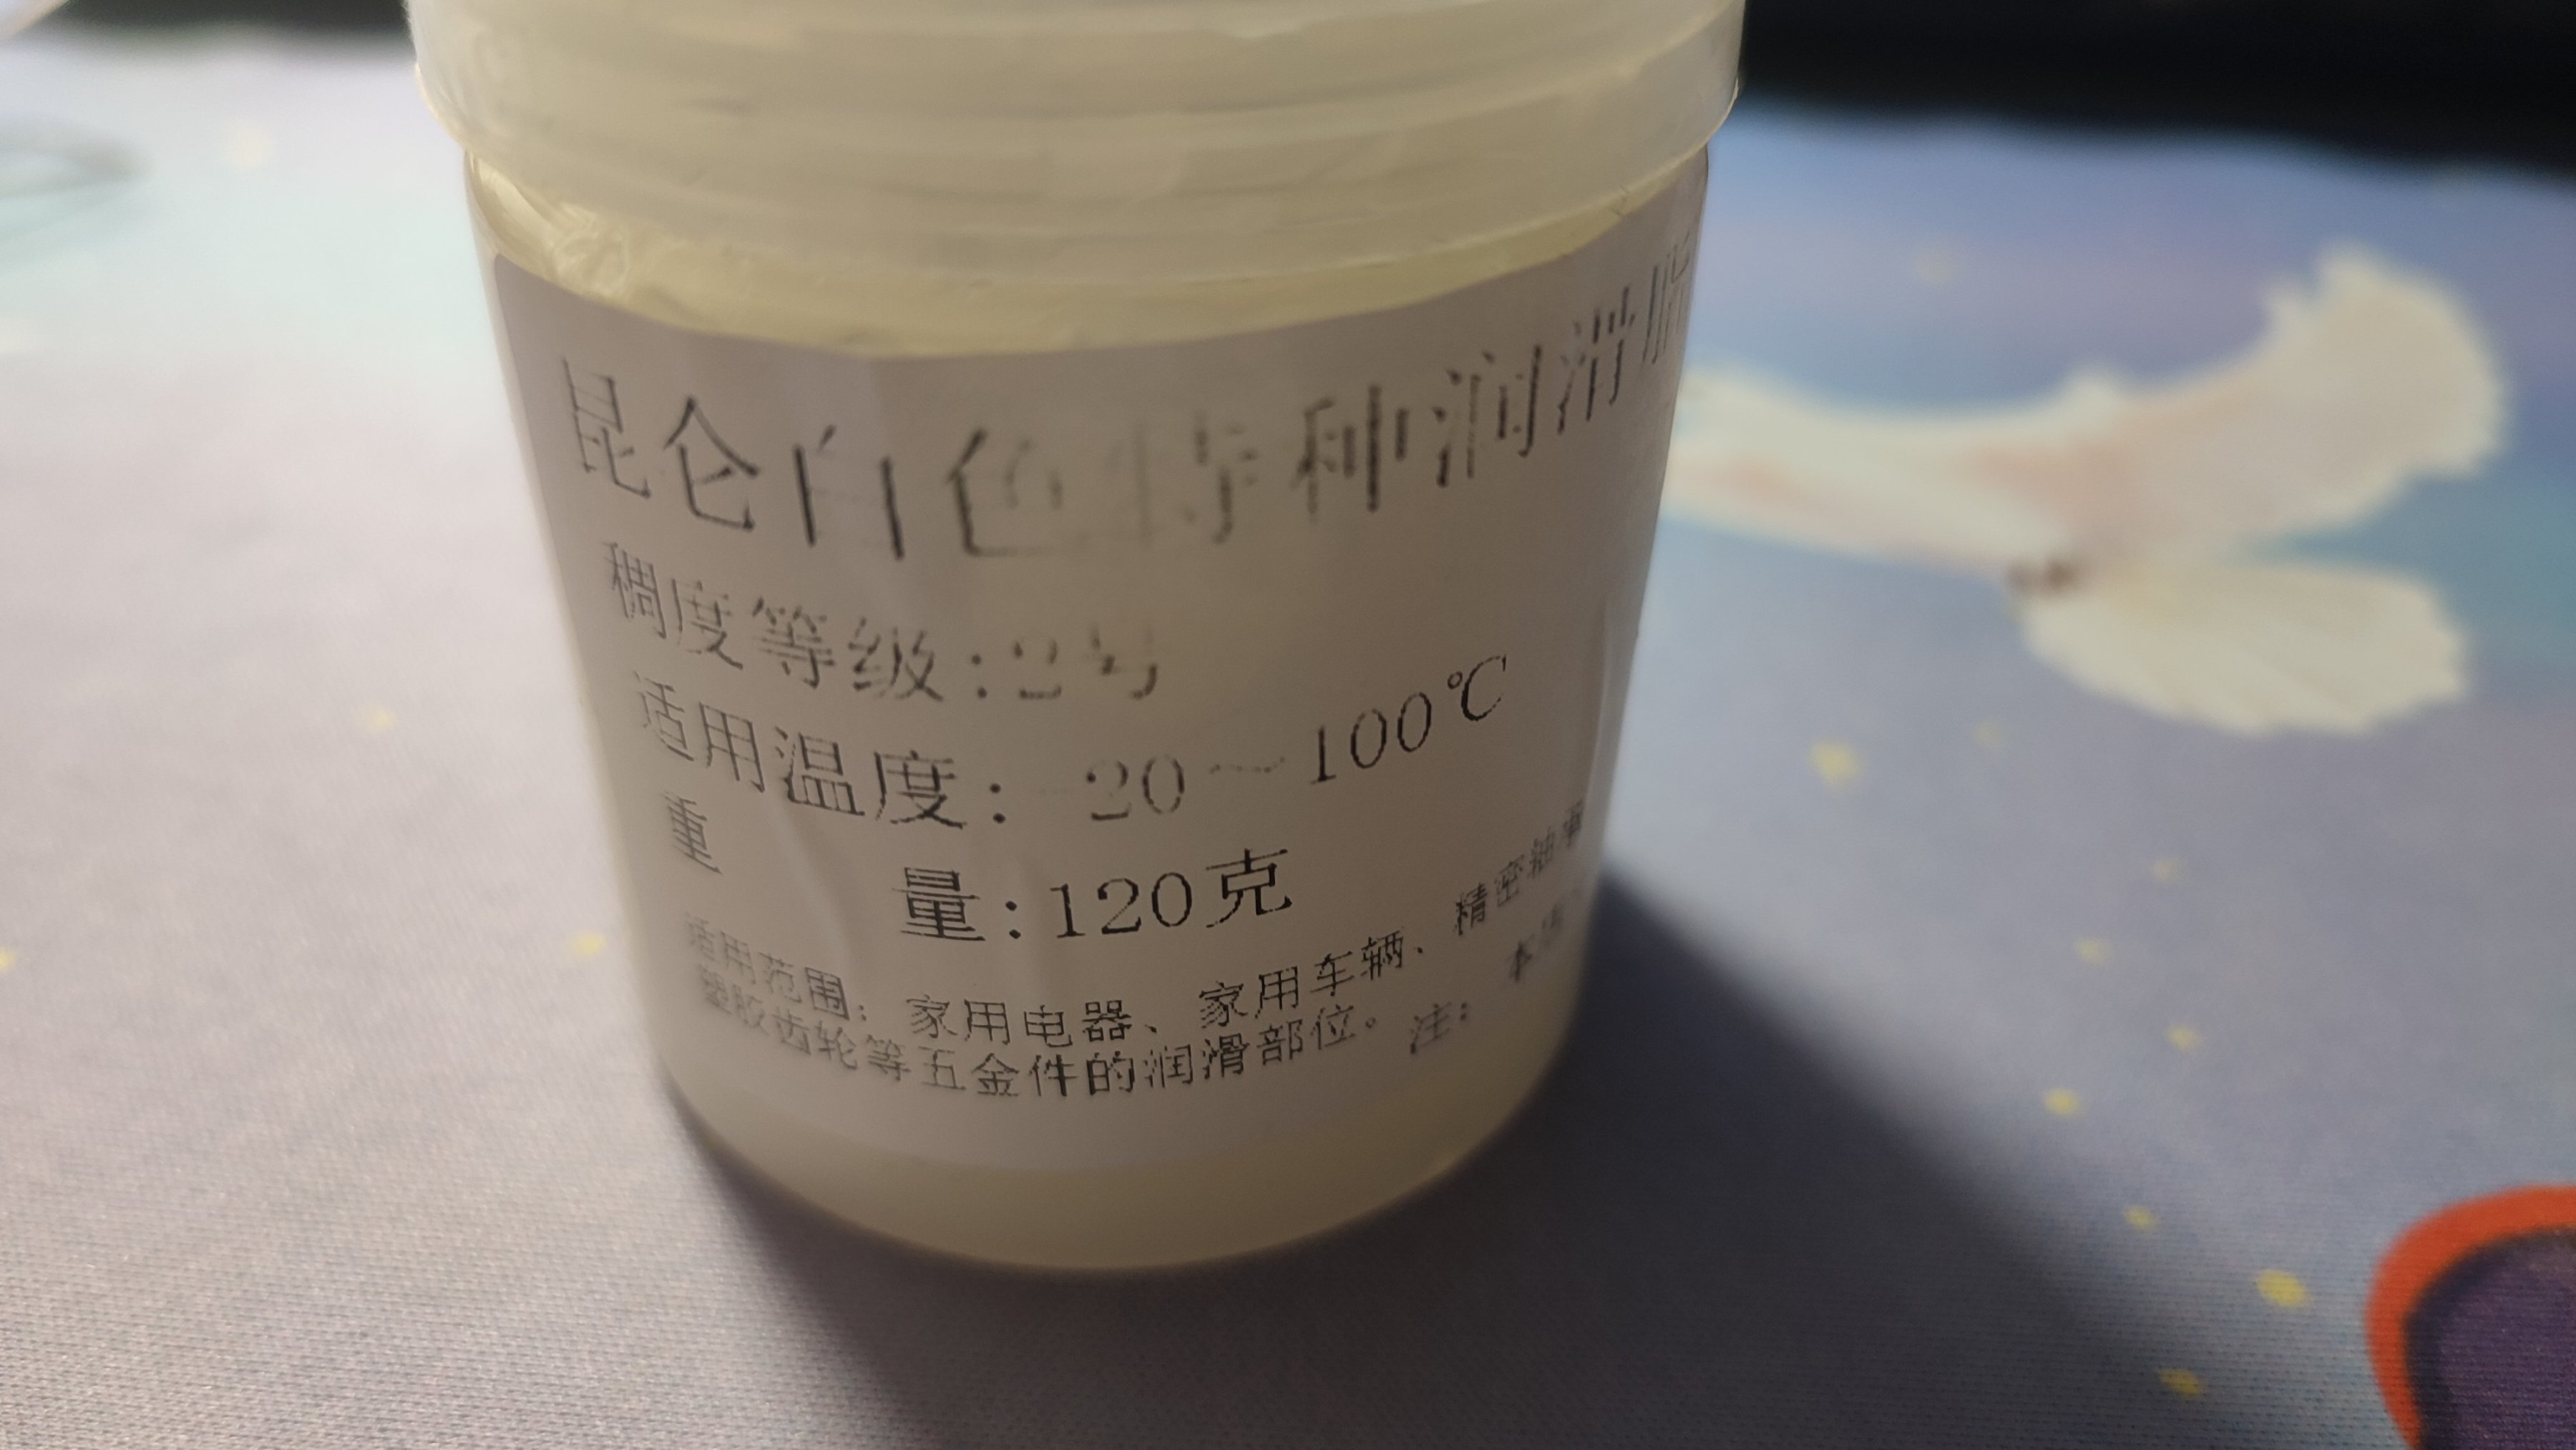 昆仑白色特种润滑脂
稠度等级:2号
适用温度: -20～100℃
重 量:120克
适用范围: 家用电器、家用车辆、精密轴承
塑胶齿轮等五金件的润滑部位。注: 本